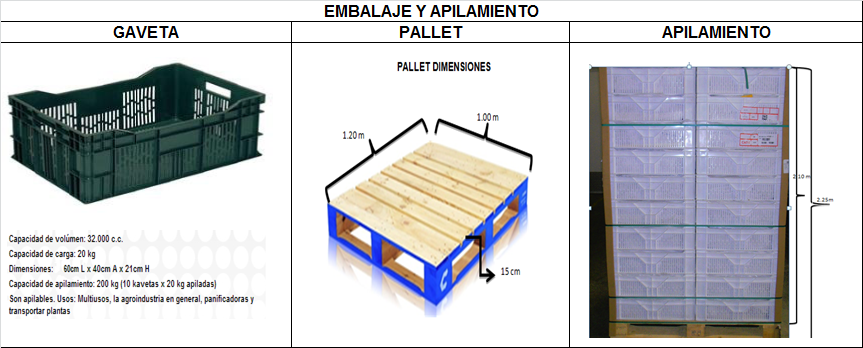 EMBALAJE Y APILAMIENTO
GAVETA
PALLET
APILAMIENTO
Capacidad de volúmen: 32.000 c.c.
Capacidad de carga: 20 kg
Dimensiones: 60cm L x 40cm A x 21cm H
Capacidad de apilamiento: 200 kg (10 kavetas x 20 kg apiladas)
Son apilables. Usos: Multiusos, la agroindustria en general, panificadoras y
transportar plantas
PALLET DIMENSIONES
1.20 m
1.00 m
15 cm
2.10 m
2.25m